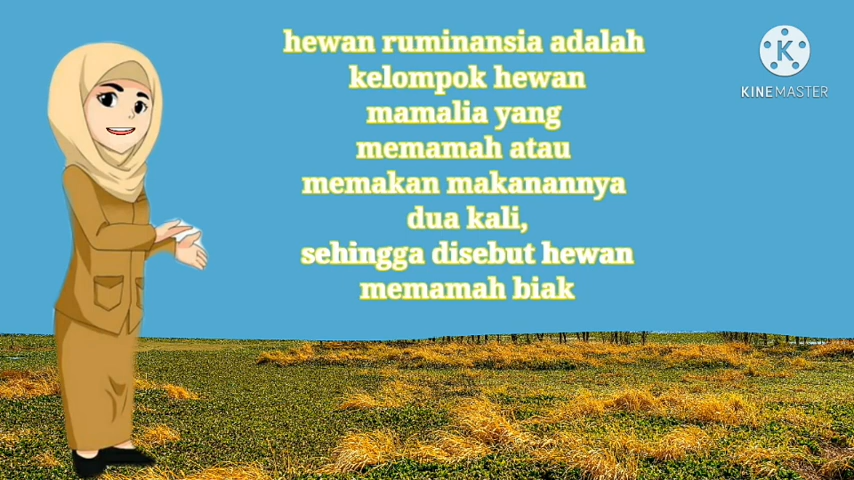 hewan ruminansia adalah
kelompok hewan
mamalia yang
memamah atau
memakan makanannya
dua kali,
sehingga disebut hewan
memamah biak
K
KINEMASTER